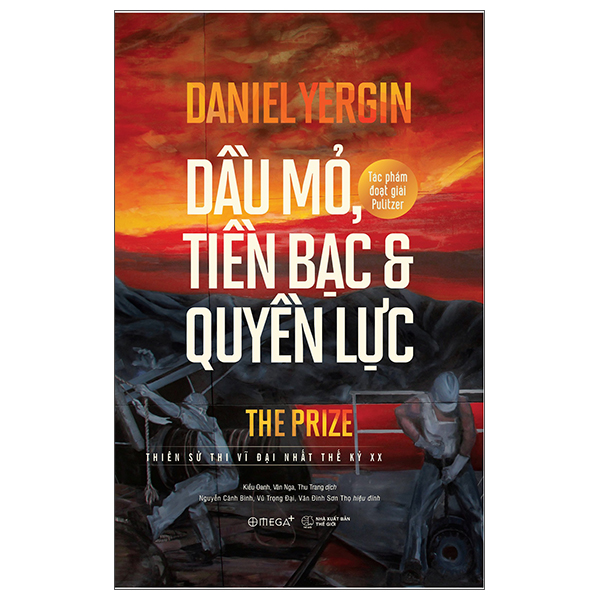 DANIEL YERGIN
DẦU MỎ,
Tác phẩm
đoạt giải
Pulitzer
TIỀN BẠC &
QUYỀN LỰC
THE PRIZE
THIÊN SỬ THI VĨ ĐẠI NHẤT THẾ KỶ XX
Kiều Oanh, Vân Nga, Thu Trang dịch
Nguyễn Cảnh Bình, Vũ Trọng Đại, Văn Đình Sơn Thọ hiệu đính
OMEGA+
NHÀ XUẤT BẢN
THẾ GIỚI